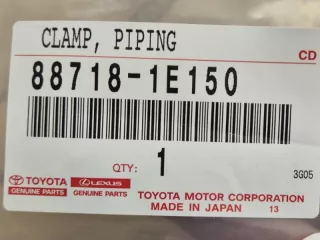 CLAMP, PIPING
CD
88718-1E150
QTY: 1
3G05
TOYOTA GENUINE PARTS
LEXUS GENUINE PARTS
TOYOTA MOTOR CORPORATION
MADE IN JAPAN 13